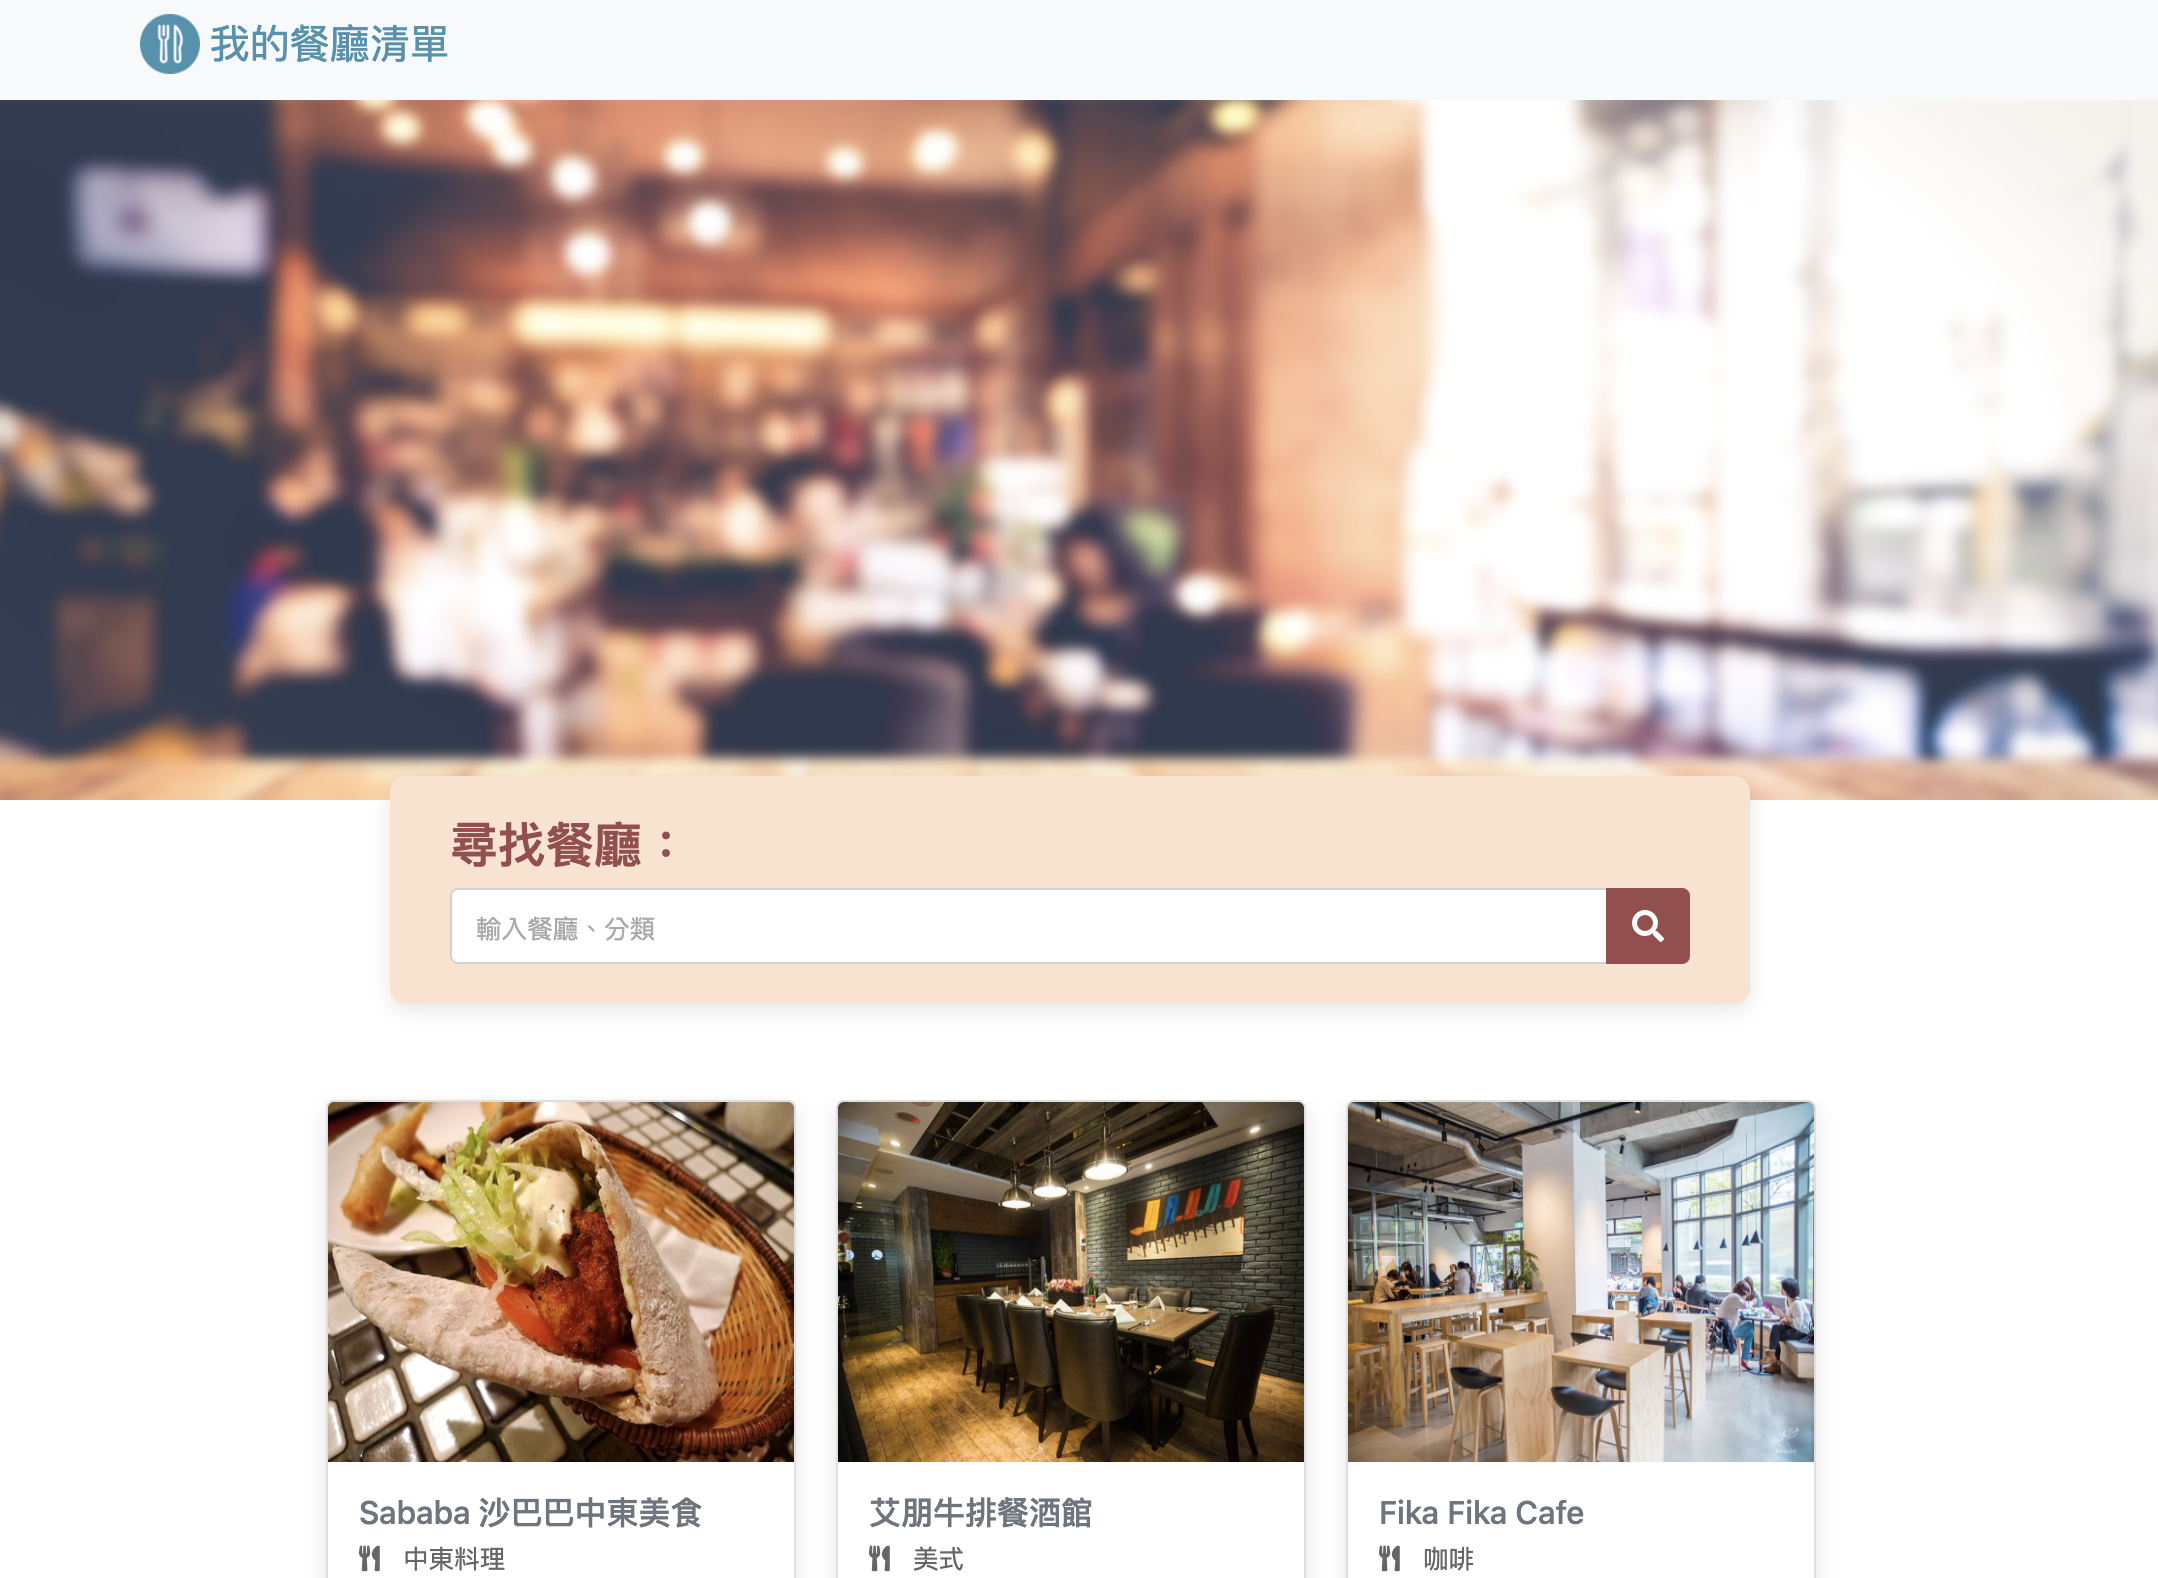 我的餐廳清單
尋找餐廳：
輸入餐廳、分類
Sababa 沙巴巴中東美食
中東料理
艾朋牛排餐酒館
美式
Fika Fika Cafe
咖啡